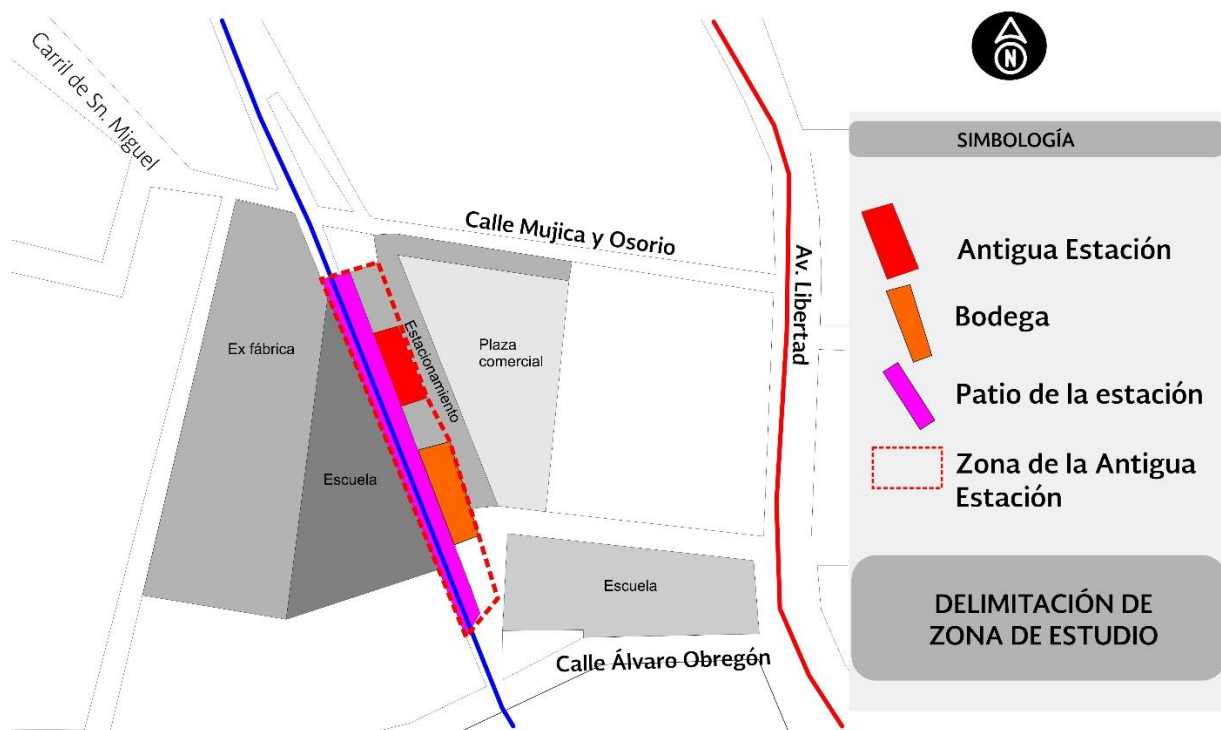 Carril de Sn. Miguel
Calle Mujica y Osorio
Av. Libertad
Ex fábrica
Estacionamiento
Plaza
comercial
Escuela
Escuela
Calle Álvaro Obregón
N
SIMBOLOGÍA
Antigua Estación
Bodega
Patio de la estación
Zona de la Antigua
Estación
DELIMITACIÓN DE
ZONA DE ESTUDIO